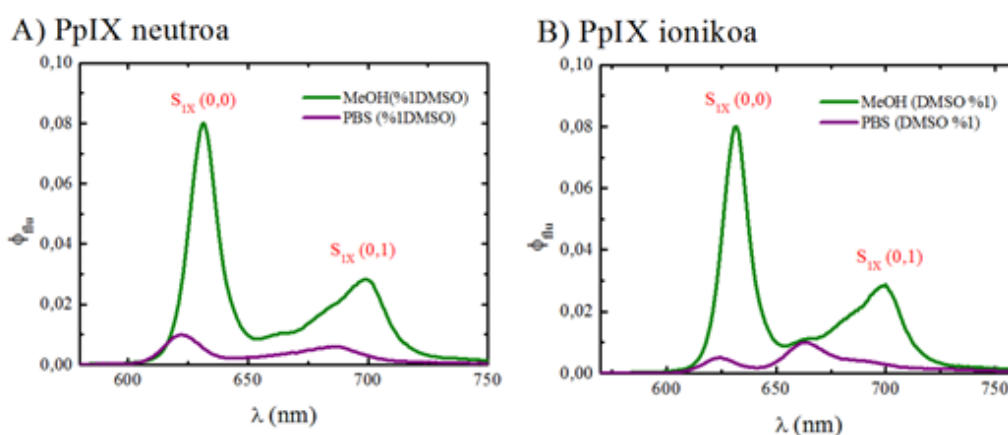 A) PpIX neutroa
0,10
0,08
0,06
0,04
0,02
0,00
ϕflu
S1X (0,0)
S1X (0,1)
MeOH(%1DMSO)
PBS (%1DMSO)
600
650
700
750
λ (nm)
B) PpIX ionikoa
0,10
0,08
0,06
0,04
0,02
0,00
ϕflu
S1X (0,0)
S1X (0,1)
MeOH (DMSO %1)
PBS (DMSO %1)
600
650
700
750
λ (nm)